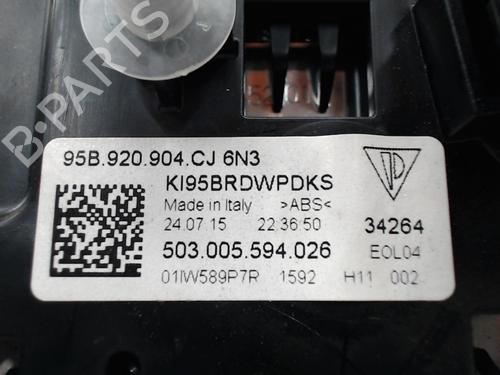 B-PARTS
95B.920.904.CJ 6N3
KI95BRDWPDKS
Made in Italy >ABS<
24.07.15 22:36:50 34264
503.005.594.026 EOL04
01IW589P7R 1592 H11 002